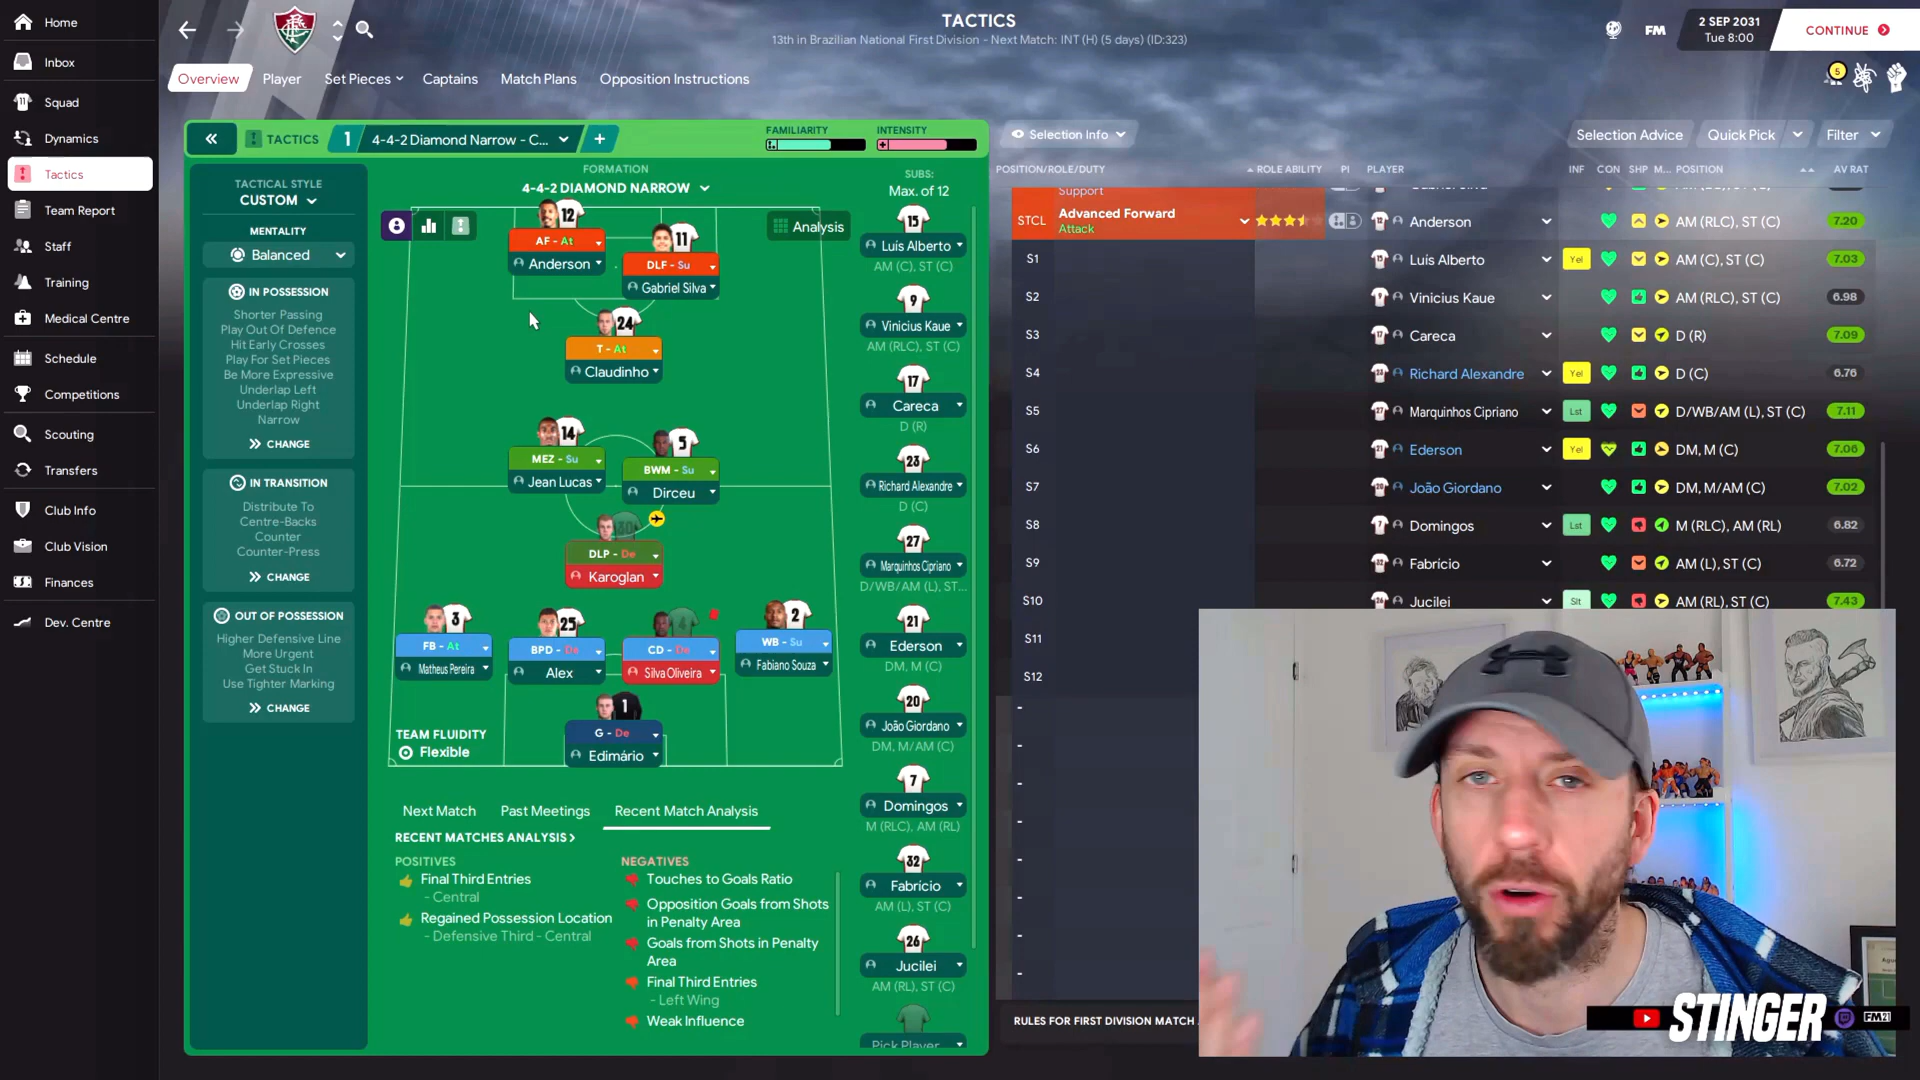 Home
Inbox
Squad
Dynamics
Tactics
Team Report
Staff
Training
Medical Centre
Schedule
Competitions
Scouting
Transfers
Club Info
Club Vision
Finances
Dev. Centre
TACTICS
13th in Brazilian National First Division - Next Match: INT (H) (5 days) (ID:323)
FM
2 SEP 2031
Tue 8:00
CONTINUE
5
Overview
Player
Set Pieces
Captains
Match Plans
Opposition Instructions
TACTICS
1
4-4-2 Diamond Narrow - C...
+
FAMILIARITY
INTENSITY
TACTICAL STYLE
CUSTOM
MENTALITY
Balanced
IN POSSESSION
Shorter Passing
Play Out Of Defence
Hit Early Crosses
Play For Set Pieces
Be More Expressive
Underlap Left
Underlap Right
Narrow
CHANGE
IN TRANSITION
Distribute To
Centre-Backs
Counter
Counter-Press
CHANGE
OUT OF POSSESSION
Higher Defensive Line
More Urgent
Get Stuck In
Use Tighter Marking
CHANGE
FORMATION
4-4-2 DIAMOND NARROW
Analysis
12
AF - At
Anderson
11
DLF - Su
Gabriel Silva
24
T - At
Claudinho
14
MEZ - Su
Jean Lucas
5
BWM - Su
Dirceu
30
DLP - De
Karoglan
3
FB - At
Matheus Pereira
25
BPD - De
Alex
4
CD - De
Silva Oliveira
2
WB - Su
Fabiano Souza
1
G - De
Edimário
TEAM FLUIDITY
Flexible
SUBS:
Max. of 12
15
Luís Alberto
AM (C), ST (C)
9
Vinicius Kaue
AM (RLC), ST (C)
17
Careca
D (R)
23
Richard Alexandre
D (C)
27
Marquinhos Cipriano
D/WB/AM (L), ST...
21
Ederson
DM, M (C)
20
João Giordano
DM, M/AM (C)
7
Domingos
M (RLC), AM (RL)
32
Fabrício
AM (L), ST (C)
26
Jucilei
AM (RL), ST (C)
Pick Player
Next Match
Past Meetings
Recent Match Analysis
RECENT MATCHES ANALYSIS >
POSITIVES
Final Third Entries
- Central
Regained Possession Location
- Defensive Third - Central
NEGATIVES
Touches to Goals Ratio
Opposition Goals from Shots
in Penalty Area
Goals from Shots in Penalty
Area
Final Third Entries
- Left Wing
Weak Influence
Selection Info
Selection Advice
Quick Pick
Filter
POSITION/ROLE/DUTY
ROLE ABILITY
PI
PLAYER
INF
CON
SHP
M...
POSITION
AV RAT
Support
STCL
Advanced Forward
Attack
Anderson
AM (RLC), ST (C)
7.20
S1
Luís Alberto
Yel
AM (C), ST (C)
7.03
S2
Vinicius Kaue
AM (RLC), ST (C)
6.98
S3
Careca
D (R)
7.09
S4
Richard Alexandre
Yel
D (C)
6.76
S5
Marquinhos Cipriano
Lst
D/WB/AM (L), ST (C)
7.11
S6
Ederson
Yel
DM, M (C)
7.06
S7
João Giordano
DM, M/AM (C)
7.02
S8
Domingos
Lst
M (RLC), AM (RL)
6.82
S9
Fabrício
AM (L), ST (C)
6.72
S10
Jucilei
Slt
AM (RL), ST (C)
7.43
S11
S12
RULES FOR FIRST DIVISION MATCH
STINGER
FM21